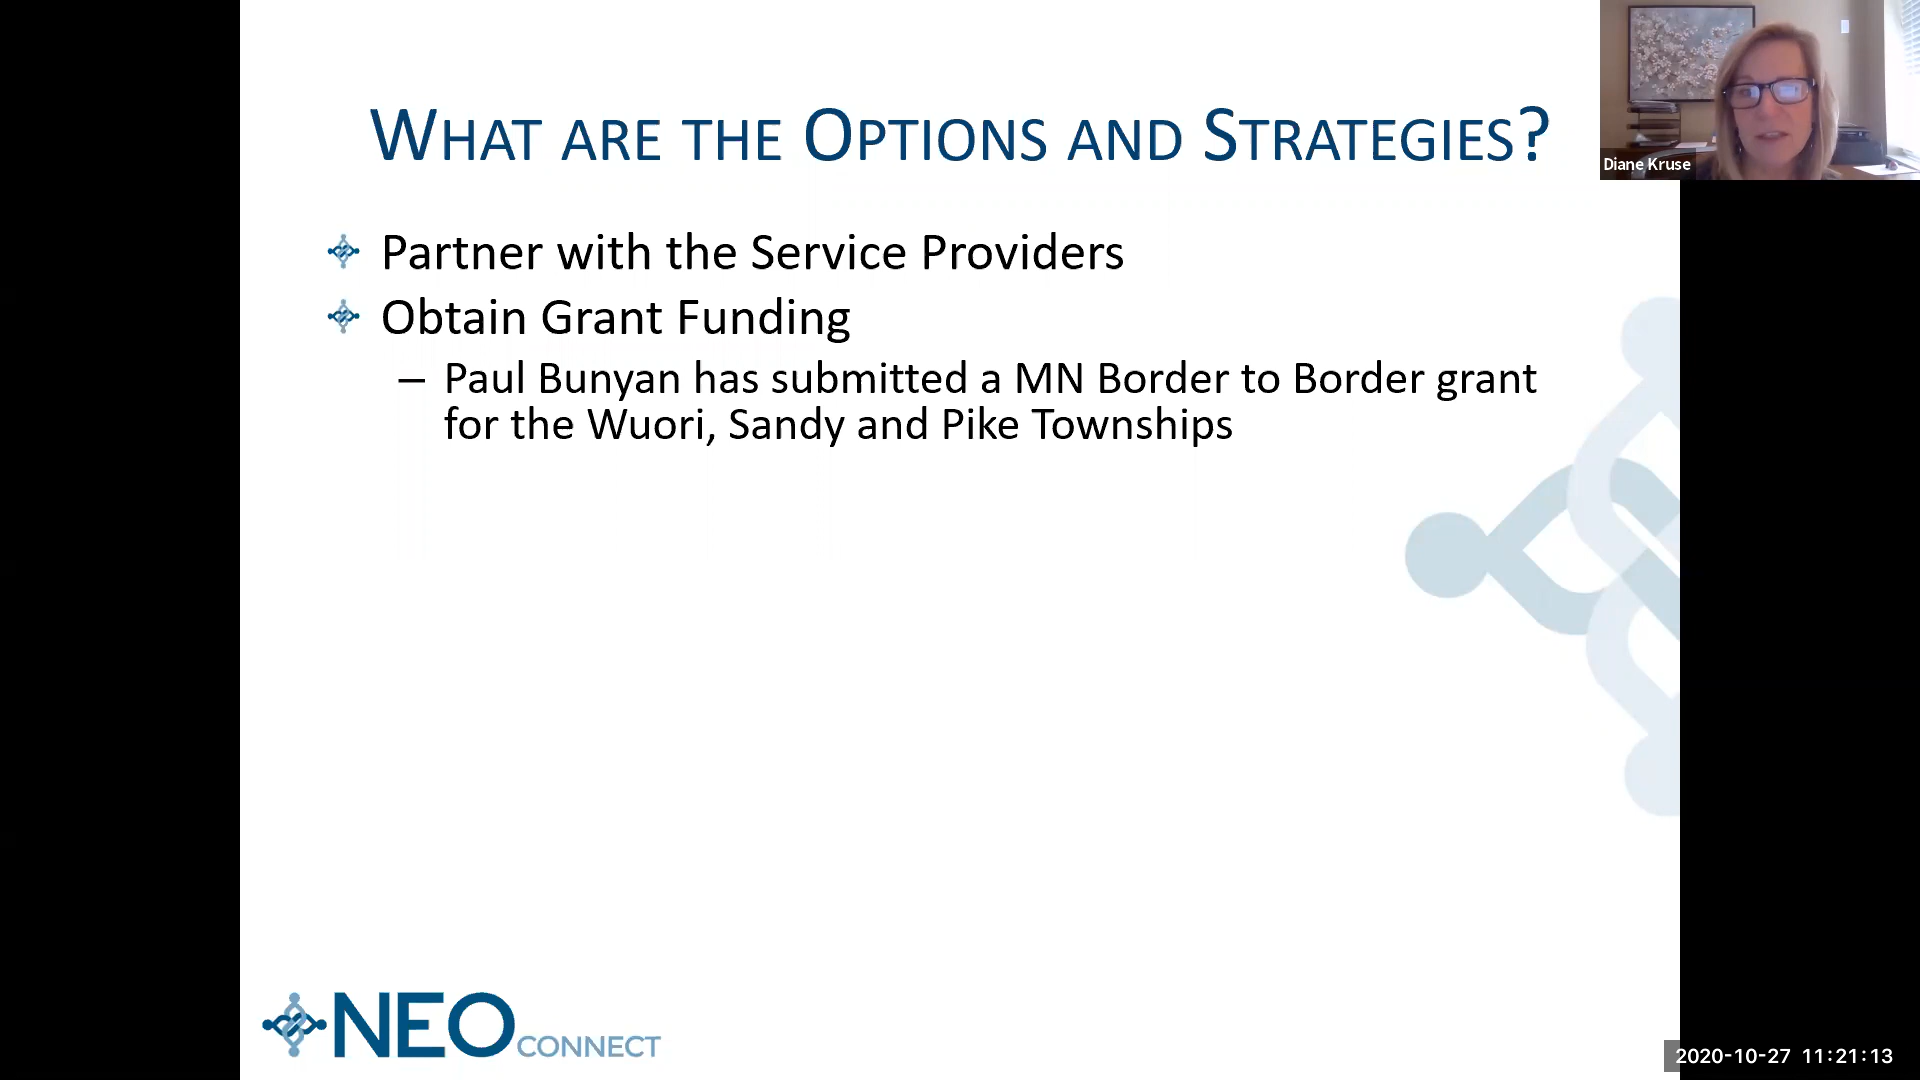 WHAT ARE THE OPTIONS AND STRATEGIES?
Diane Kruse
Partner with the Service Providers
Obtain Grant Funding
– Paul Bunyan has submitted a MN Border to Border grant
for the Wuori, Sandy and Pike Townships
NEO CONNECT
2020-10-27 11:21:13